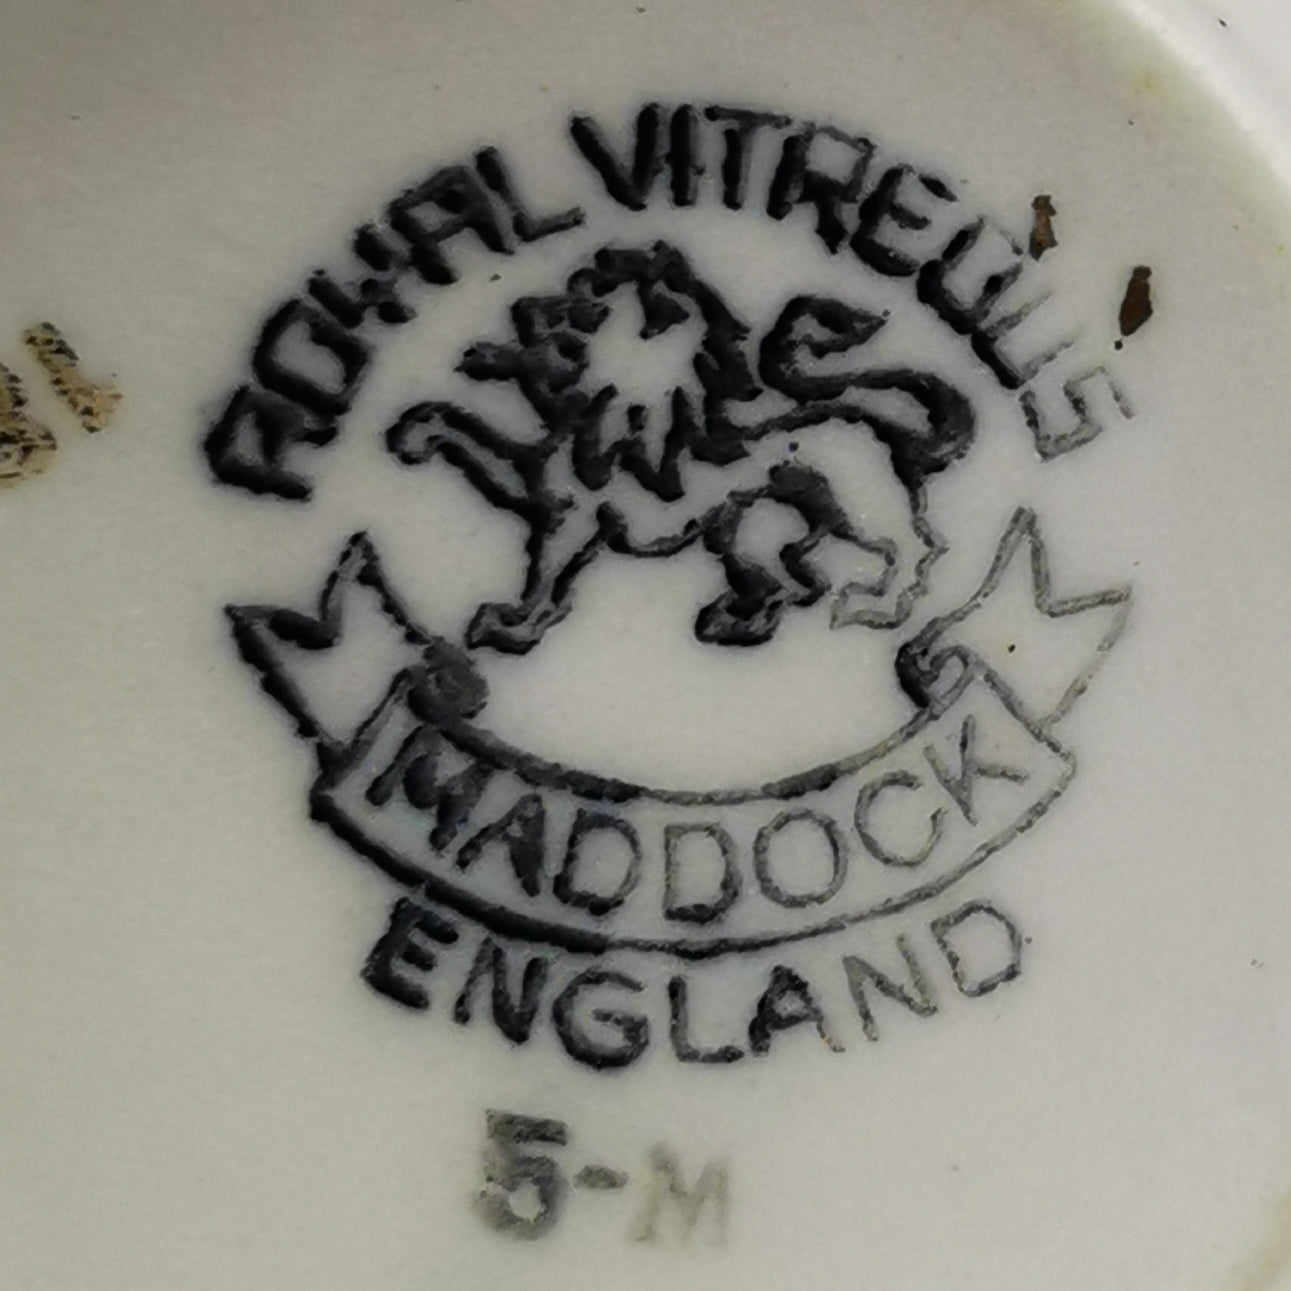 ROYAL VITREOUS
MADDOCK
ENGLAND
5-M